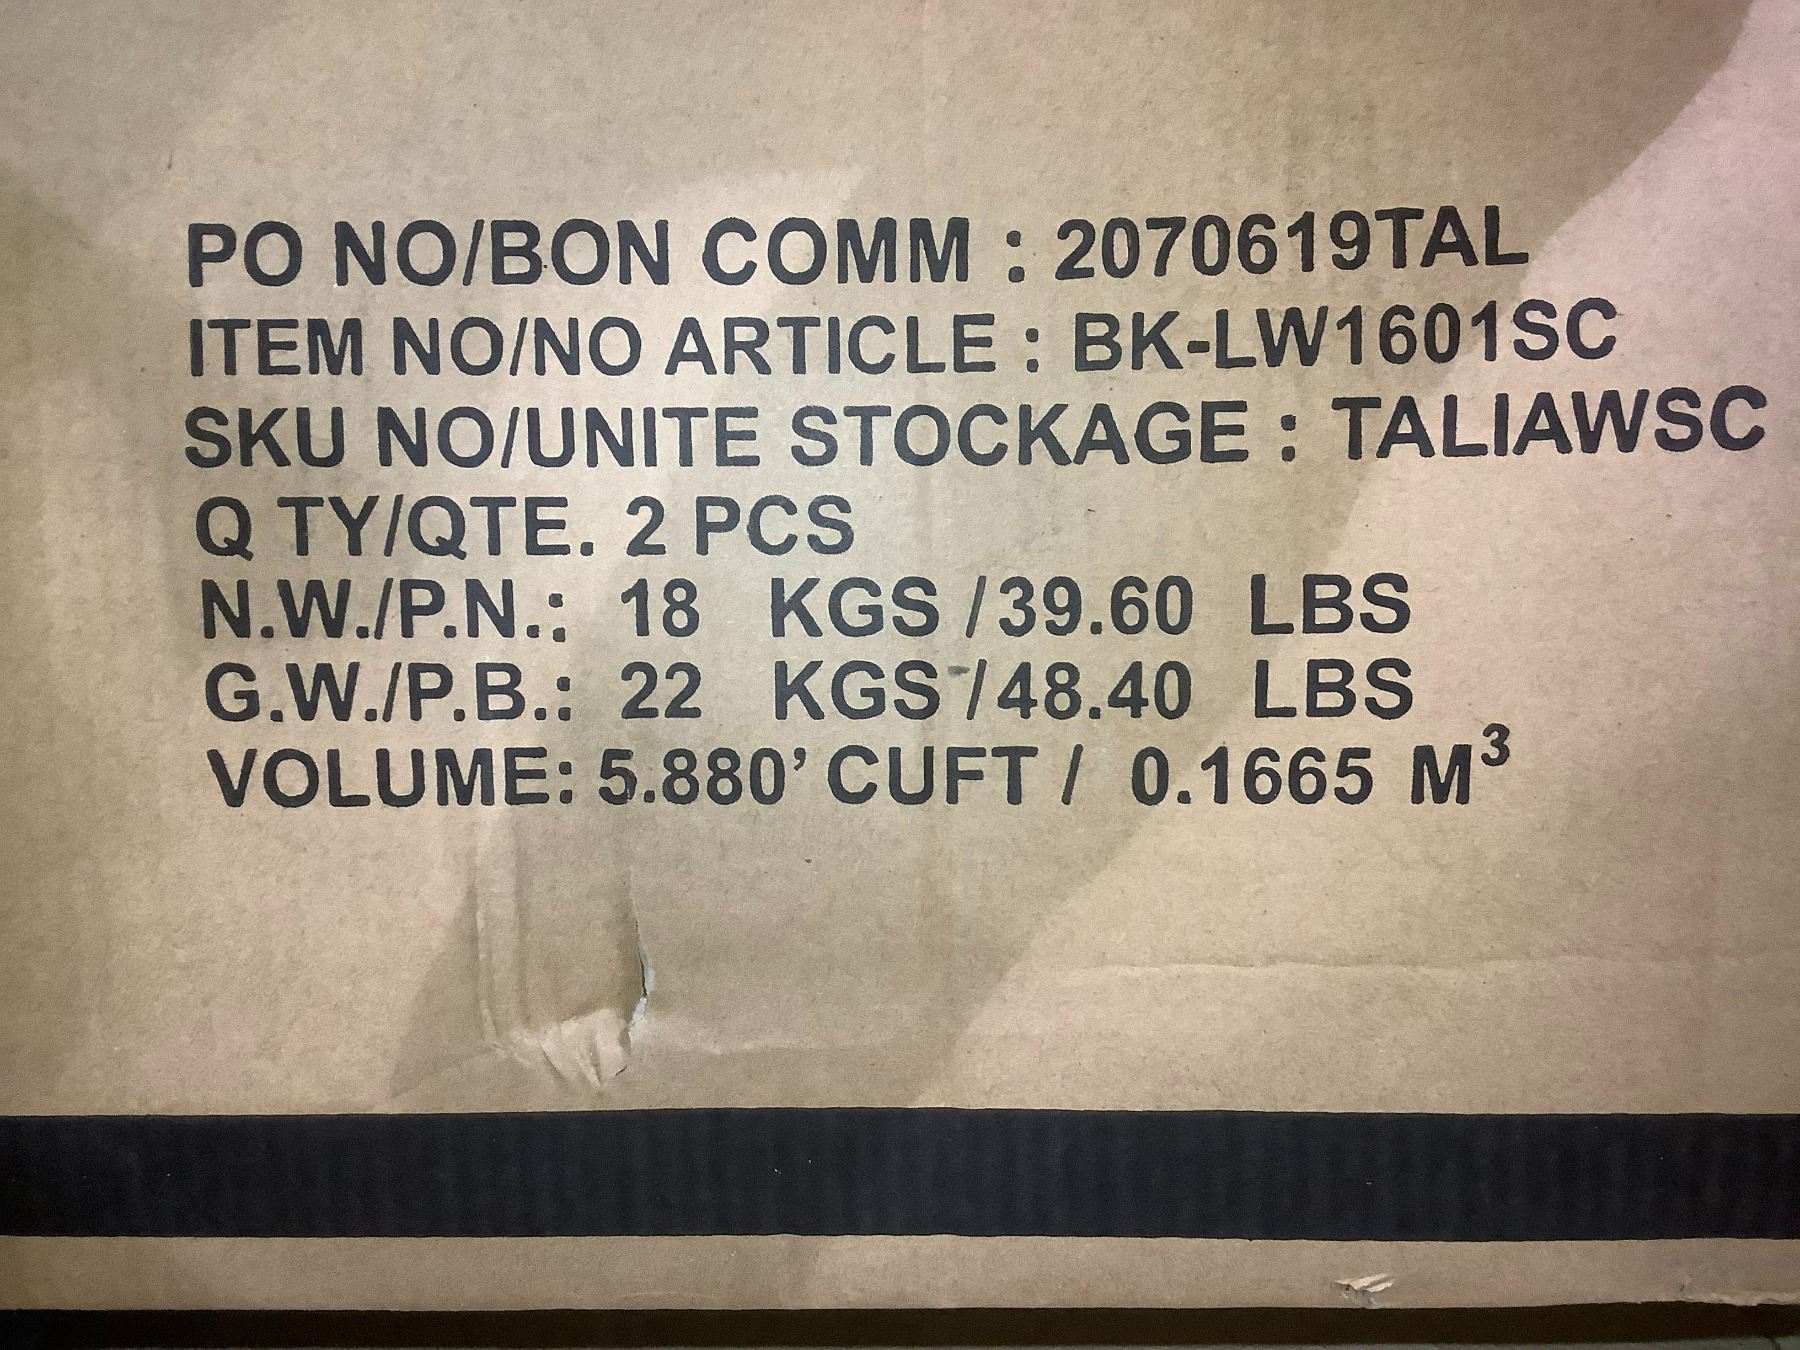 PO NO/BON COMM : 2070619TAL
ITEM NO/NO ARTICLE : BK-LW1601SC
SKU NO/UNITE STOCKAGE : TALIAWSC
Q TY/QTE. 2 PCS
N.W./P.N.: 18 KGS /39.60 LBS
G.W./P.B.: 22 KGS /48.40 LBS
VOLUME: 5.880’ CUFT / 0.1665 M³